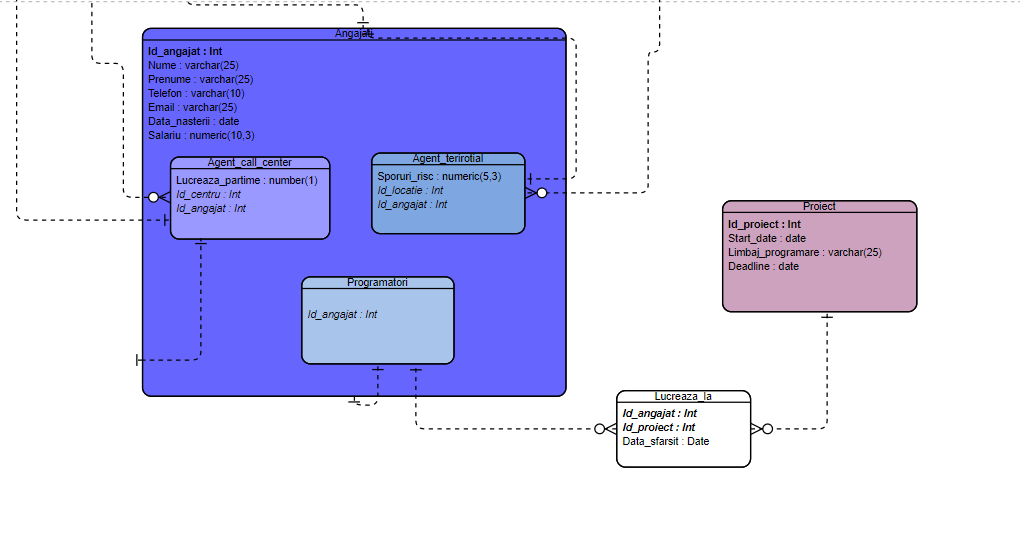 Angajati
Id_angajat : Int
Nume : varchar(25)
Prenume : varchar(25)
Telefon : varchar(10)
Email : varchar(25)
Data_nasterii : date
Salariu : numeric(10,3)
Agent_call_center
Lucreaza_partime : number(1)
Id_centru : Int
Id_angajat : Int
Agent_terirotial
Sporuri_risc : numeric(5,3)
Id_locatie : Int
Id_angajat : Int
Programatori
Id_angajat : Int
Proiect
Id_proiect : Int
Start_date : date
Limbaj_programare : varchar(25)
Deadline : date
Lucreaza_la
Id_angajat : Int
Id_proiect : Int
Data_sfarsit : Date